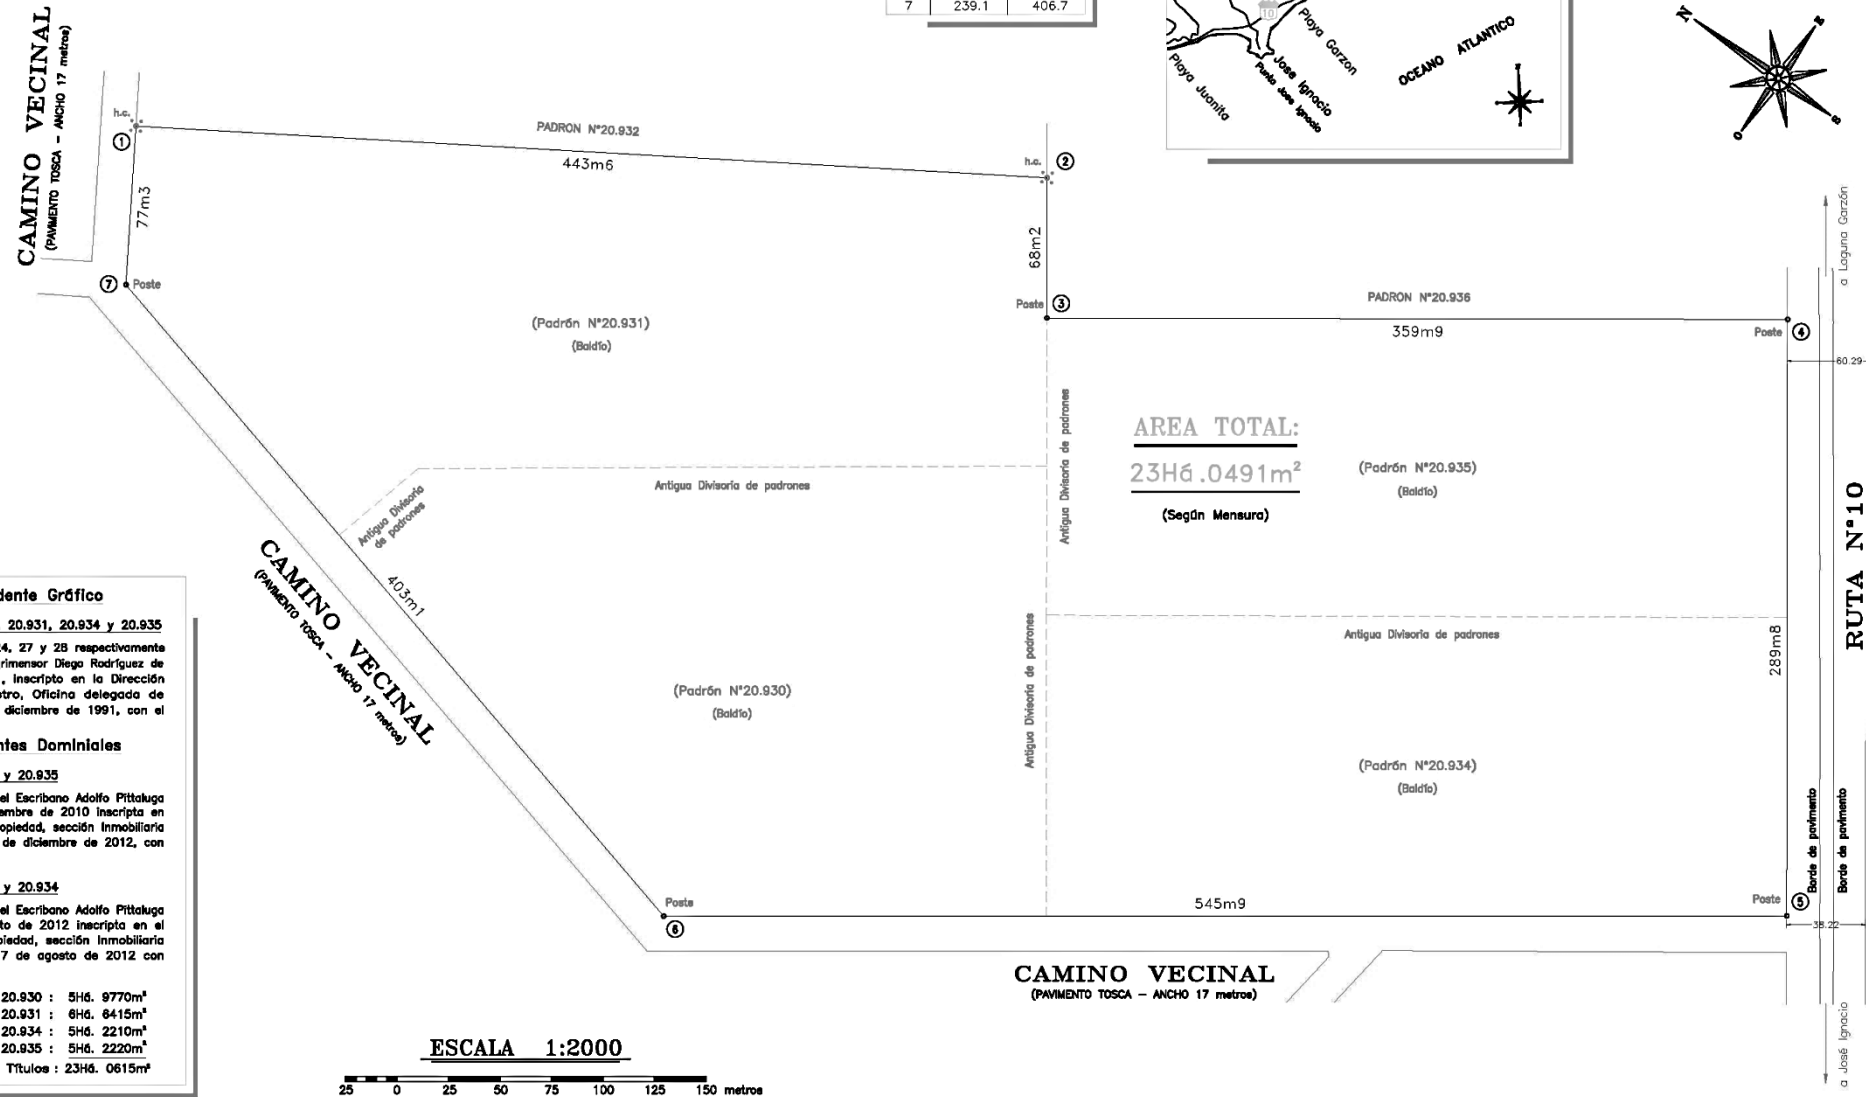 7 239.1 406.7
10
Playa Garzon
OCEANO ATLANTICO
Jose Ignacio
Punta Jose Ignacio
Playa Juanita
N
E
S
O
CAMINO VECINAL
(PAVIMENTO TOSCA - ANCHO 17 metros)
h.c.
1
PADRON N°20.932
443m6
h.c. 2
77m3
68m2
7 Poste
Poste 3
PADRON N°20.936
359m9
Poste 4
a Laguna Garzón
60.29
(Padrón N°20.931)
(Baldío)
Antigua Divisoria de padrones
AREA TOTAL:
23Há.0491m²
(Según Mensura)
(Padrón N°20.935)
(Baldío)
Antigua Divisoria de padrones
Antigua Divisoria
de padrones
CAMINO VECINAL
(PAVIMENTO TOSCA - ANCHO 17 metros)
403m1
RUTA N°10
Antigua Divisoria de padrones
Antigua Divisoria de padrones
289m8
(Padrón N°20.930)
(Baldío)
(Padrón N°20.934)
(Baldío)
Borde de pavimento
Borde de pavimento
Poste
6
545m9
Poste 5
38.22
CAMINO VECINAL
(PAVIMENTO TOSCA - ANCHO 17 metros)
a José Ignacio
dente Gráfico
20.931, 20.934 y 20.935
24, 27 y 28 respectivamente
rimensor Diego Rodríguez de
, inscripto en la Dirección
stro, Oficina delegada de
diciembre de 1991, con el
ntes Dominiales
y 20.935
el Escribano Adolfo Pittaluga
embre de 2010 inscripta en
opiedad, sección Inmobiliaria
de diciembre de 2012, con
y 20.934
el Escribano Adolfo Pittaluga
to de 2012 inscripta en el
piedad, sección Inmobiliaria
7 de agosto de 2012 con
20.930 : 5Há. 9770m²
20.931 : 6Há. 6415m²
20.934 : 5Há. 2210m²
20.935 : 5Há. 2220m²
Títulos : 23Há. 0615m²
ESCALA 1:2000
25 0 25 50 75 100 125 150 metros